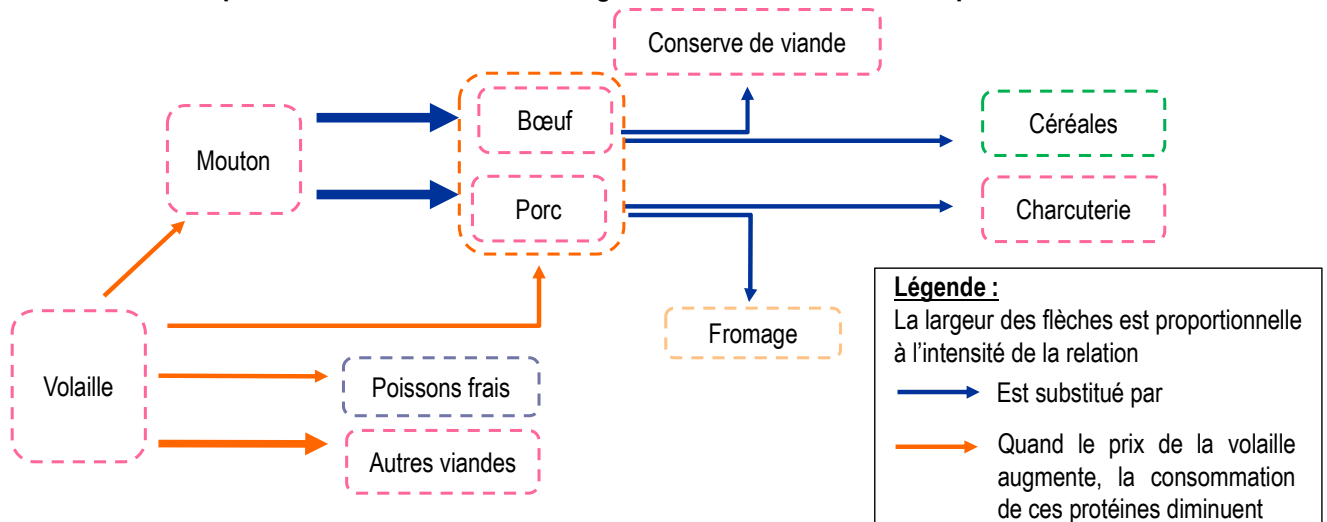 Conserve de viande
Bœuf
Céréales
Mouton
Porc
Charcuterie
Légende :
La largeur des flèches est proportionnelle
à l'intensité de la relation
Fromage
Volaille
Poissons frais
Est substitué par
Autres viandes
Quand le prix de la volaille
augmente, la consommation
de ces protéines diminuent